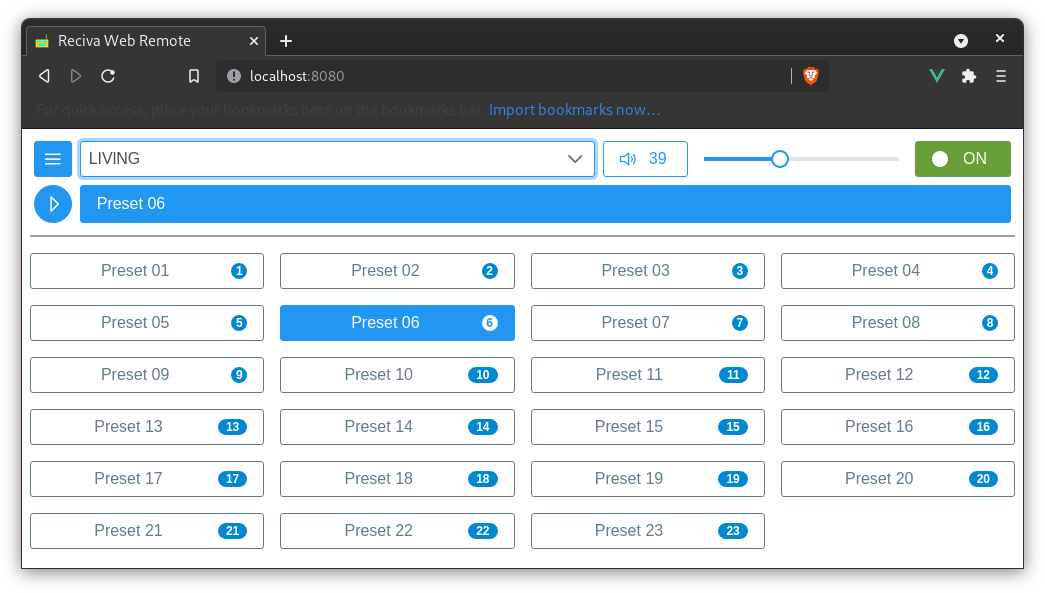 Reciva Web Remote
localhost:8080
For quick access, place your bookmarks here on the bookmarks bar. Import bookmarks now…
LIVING 39 ON
Preset 06
Preset 01 1 Preset 02 2 Preset 03 3 Preset 04 4
Preset 05 5 Preset 06 6 Preset 07 7 Preset 08 8
Preset 09 9 Preset 10 10 Preset 11 11 Preset 12 12
Preset 13 13 Preset 14 14 Preset 15 15 Preset 16 16
Preset 17 17 Preset 18 18 Preset 19 19 Preset 20 20
Preset 21 21 Preset 22 22 Preset 23 23